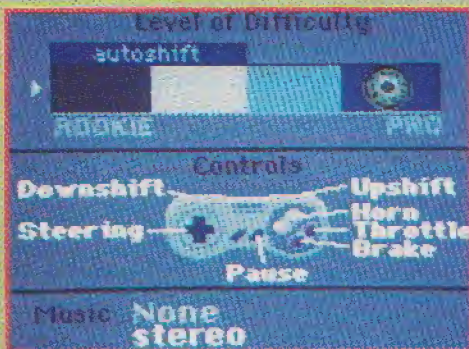 Level of Difficulty
autoshift
ROOKIE PRO
Controls
Downshift Upshift
Horn
Steering Throttle
Brake
Pause
Music None
stereo